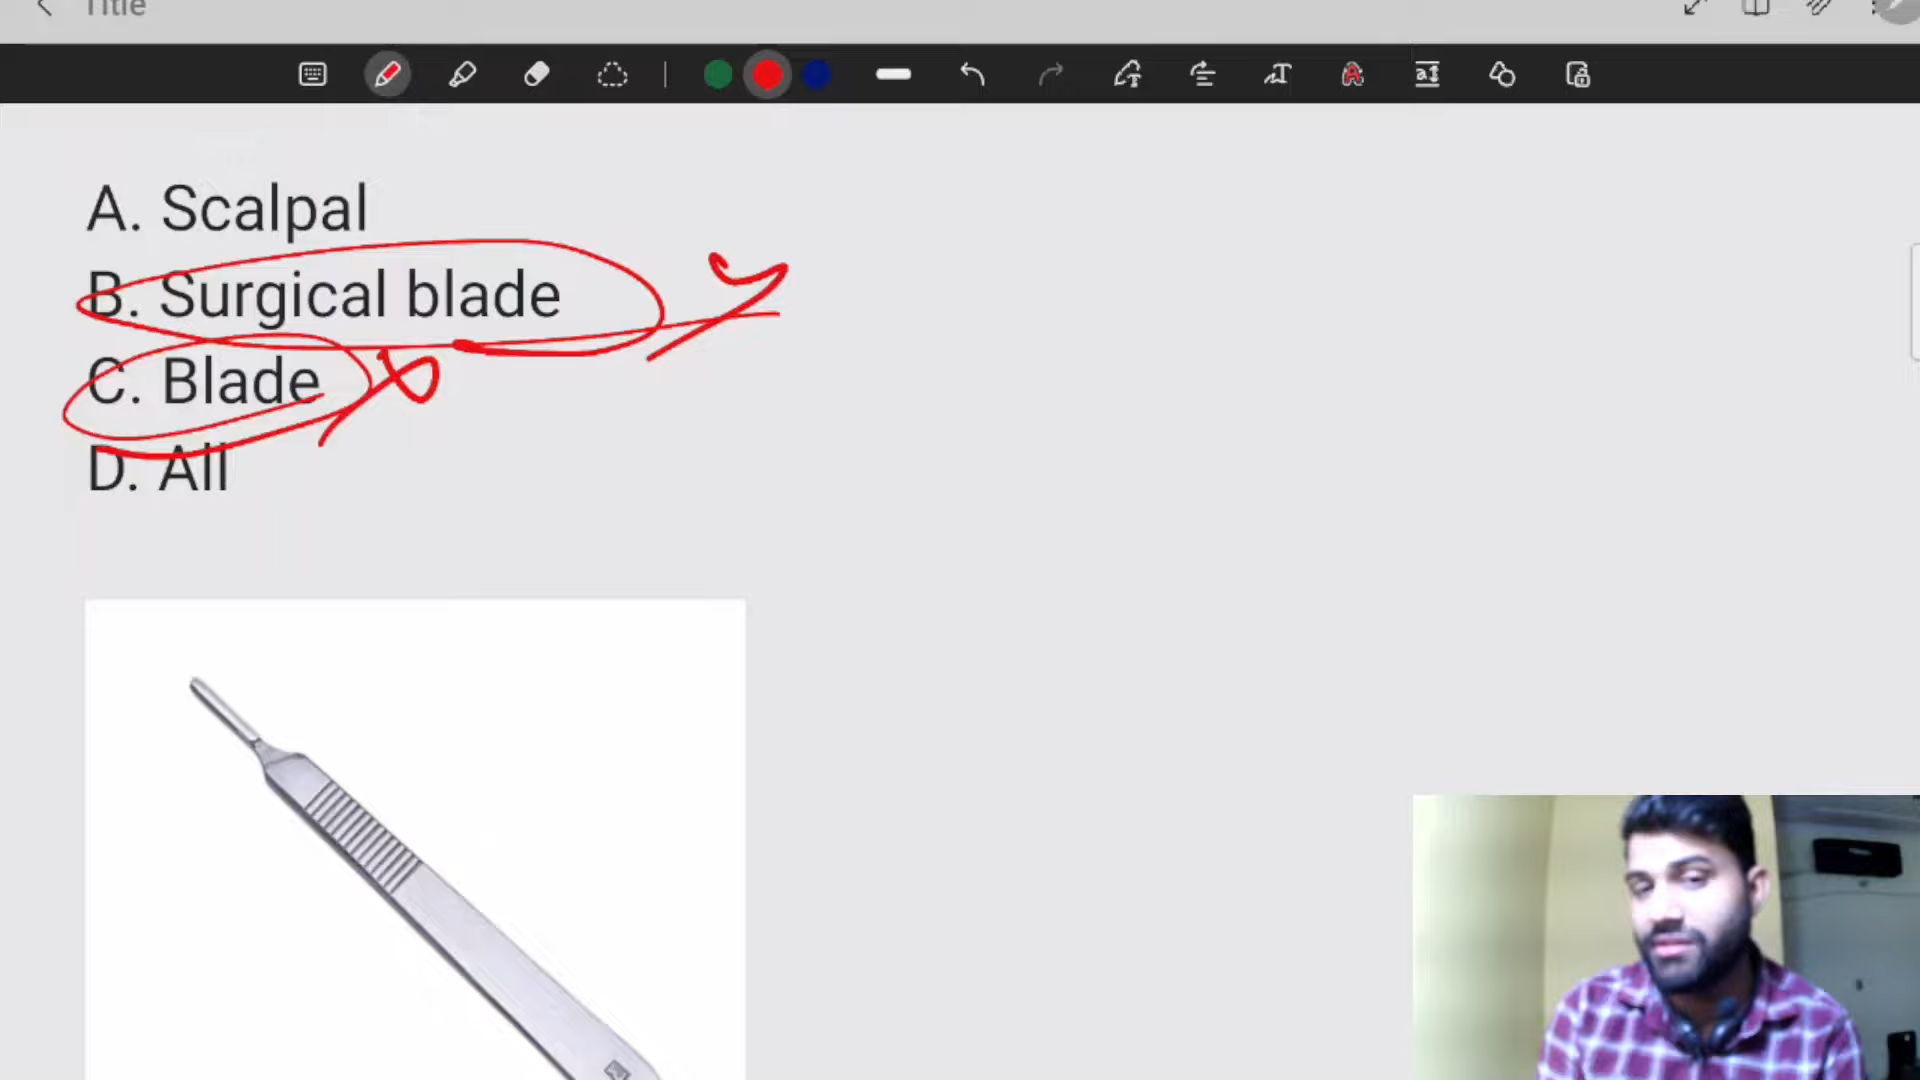 Title
A. Scalpal
B. Surgical blade
C. Blade
D. All